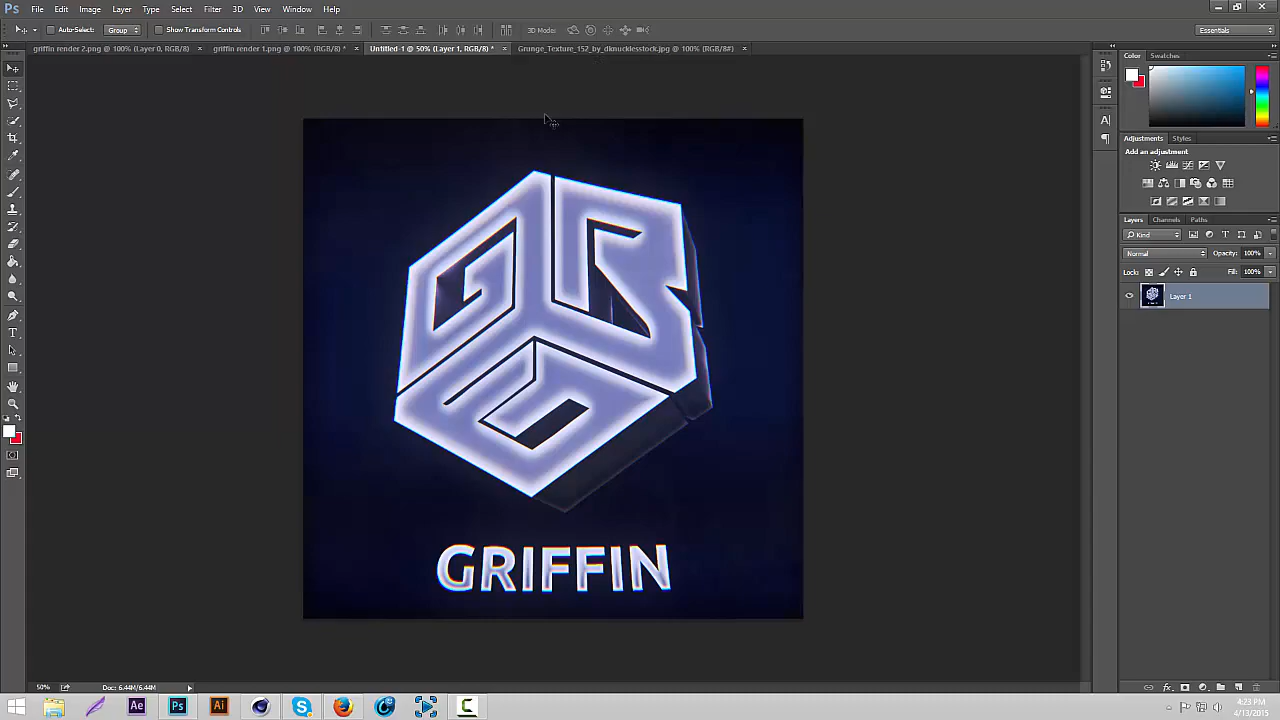 Ps File Edit Image Layer Type Select Filter 3D View Window Help
Auto-Select: Group Show Transform Controls 3D Mode: Essentials
griffin render 2.png @ 100% (Layer 0, RGB/8) × griffin render 1.png @ 100% (RGB/8) * × Untitled-1 @ 50% (Layer 1, RGB/8) * × Grunge_Texture_152_by_dknucklesstock.jpg @ 100% (RGB/8#) ×
Color Swatches
Adjustments Styles
Add an adjustment
Layers Channels Paths
Kind
Normal Opacity: 100%
Locks: Fill: 100%
Layer 1
GRIFFIN
50% Doc: 6.44M/6.44M
Ae Ps Ai
4:23 PM
4/13/2015